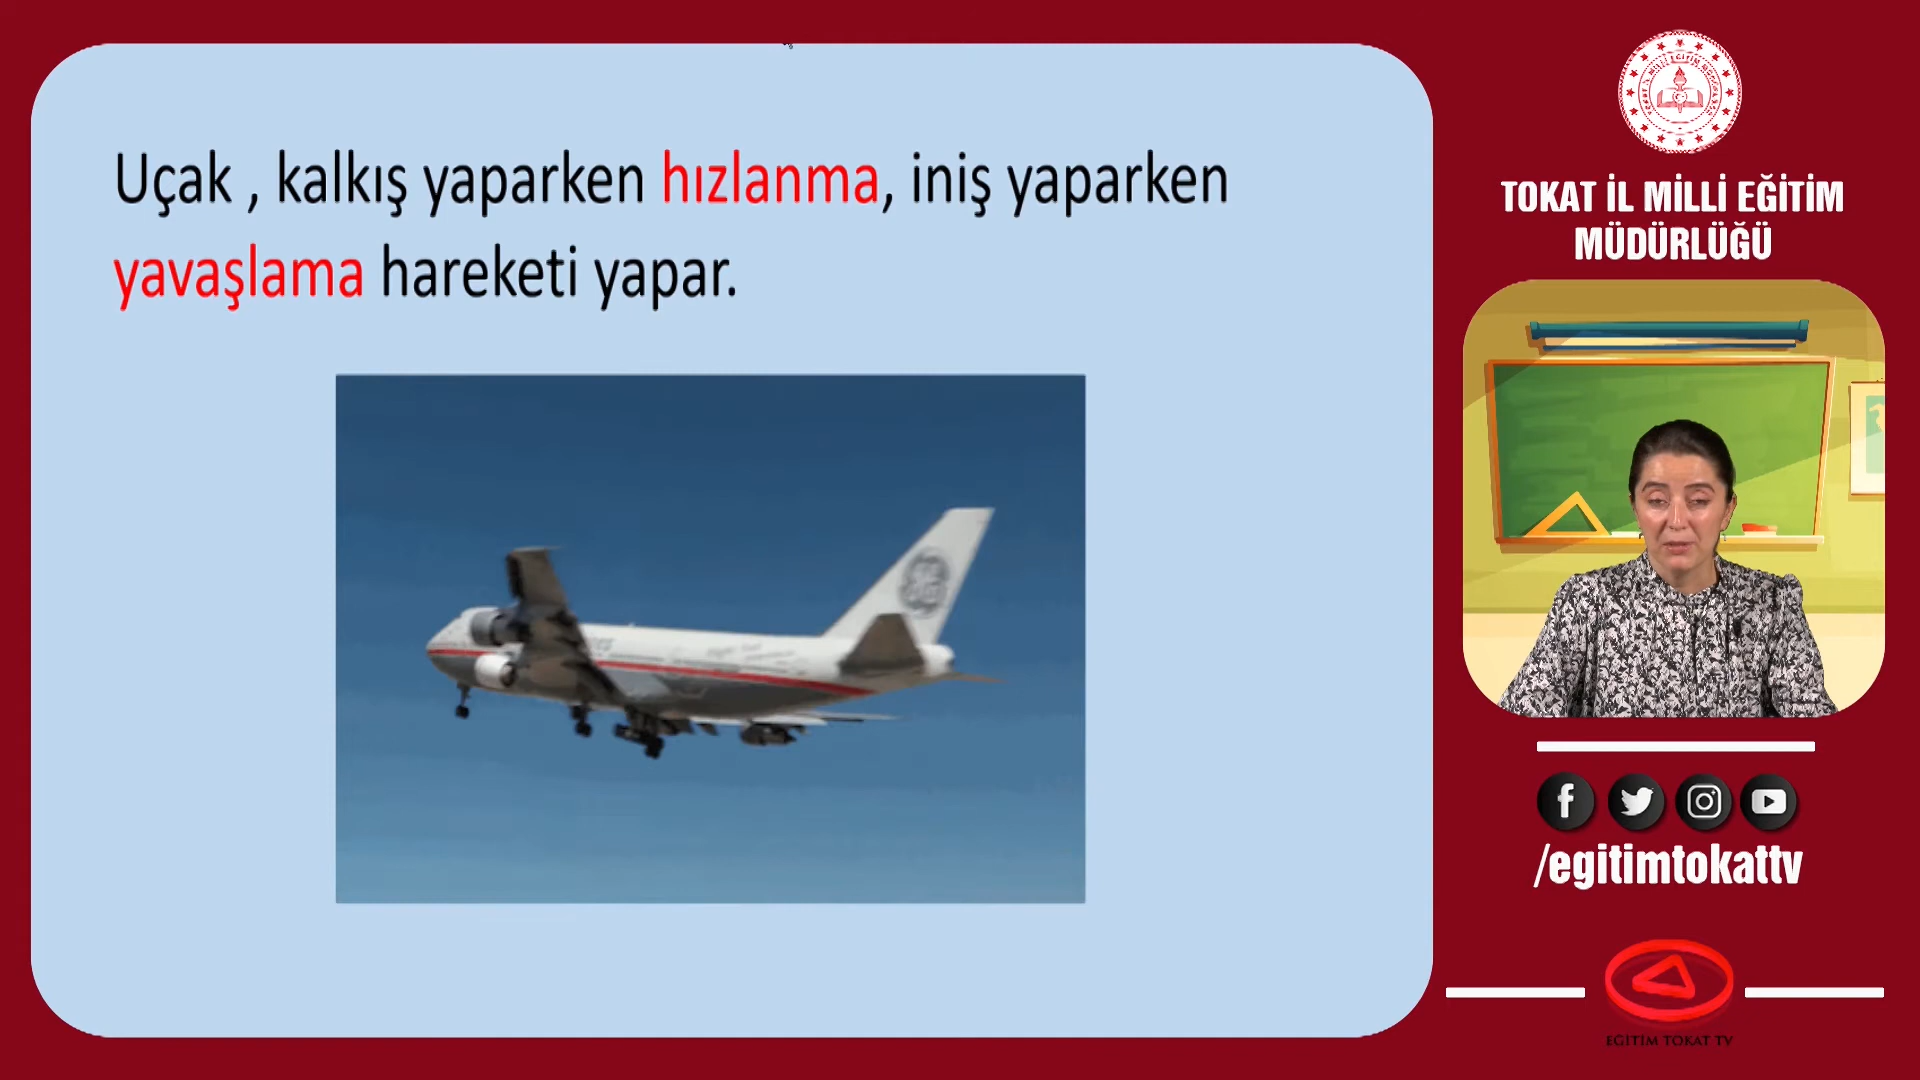 Uçak , kalkış yaparken hızlanma, iniş yaparken
yavaşlama hareketi yapar.
TOKAT İL MİLLİ EĞİTİM
MÜDÜRLÜĞÜ
/egitimtokattv
EĞİTİM TOKAT TV